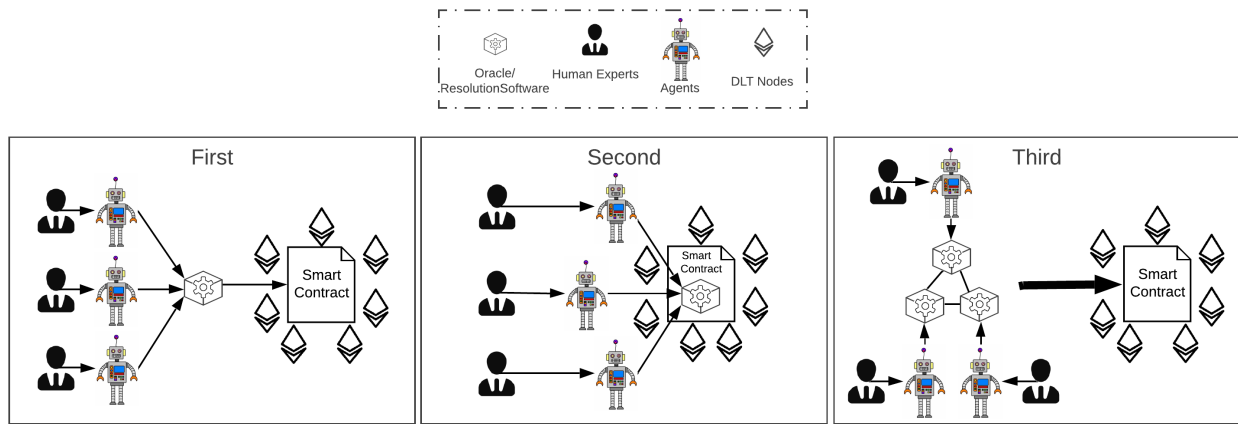 Oracle/
ResolutionSoftware
Human Experts
Agents
DLT Nodes
First
Smart
Contract
Second
Smart
Contract
Third
Smart
Contract